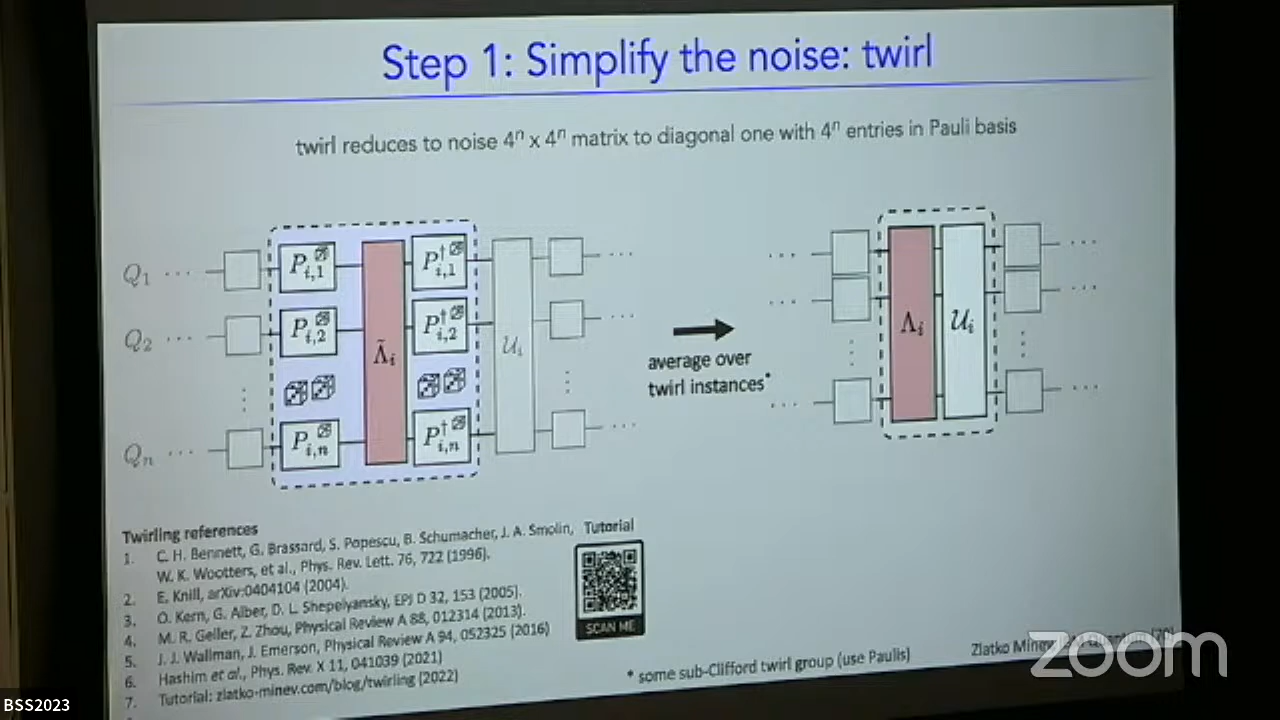 Step 1: Simplify the noise: twirl
twirl reduces to noise 4ⁿ x 4ⁿ matrix to diagonal one with 4ⁿ entries in Pauli basis
Q₁ ...
Q₂ ...
Qₙ ...
P_{i,1}
P_{i,2}
P_{i,n}
Λ̃ᵢ
P†_{i,1}
P†_{i,2}
P†_{i,n}
𝒰ᵢ
average over
twirl instances*
Λᵢ
𝒰ᵢ
Twirling references
1. C. H. Bennett, G. Brassard, S. Popescu, B. Schumacher, J. A. Smolin,
W. K. Wootters, et al., Phys. Rev. Lett. 76, 722 (1996).
2. E. Knill, arXiv:0404104 (2004).
3. O. Kern, G. Alber, D. L. Shepelyansky, EPJ D 32, 153 (2005).
4. M. R. Geller, Z. Zhou, Physical Review A 88, 012314 (2013).
5. J. J. Wallman, J. Emerson, Physical Review A 94, 052325 (2016)
6. Hashim et al., Phys. Rev. X 11, 041039 (2021)
7. Tutorial: zlatko-minev.com/blog/twirling (2022)
Tutorial
SCAN ME
* some sub-Clifford twirl group (use Paulis)
Zlatko Minev
zoom
BSS2023